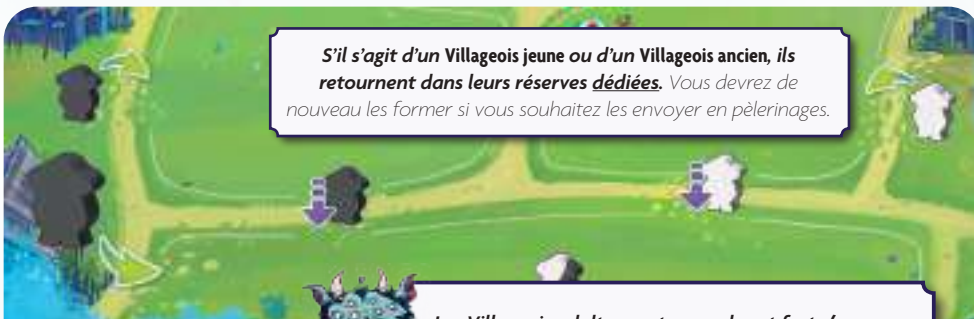 S'il s'agit d'un Villageois jeune ou d'un Villageois ancien, ils
retournent dans leurs réserves dédiées. Vous devrez de
nouveau les former si vous souhaitez les envoyer en pèlerinages.